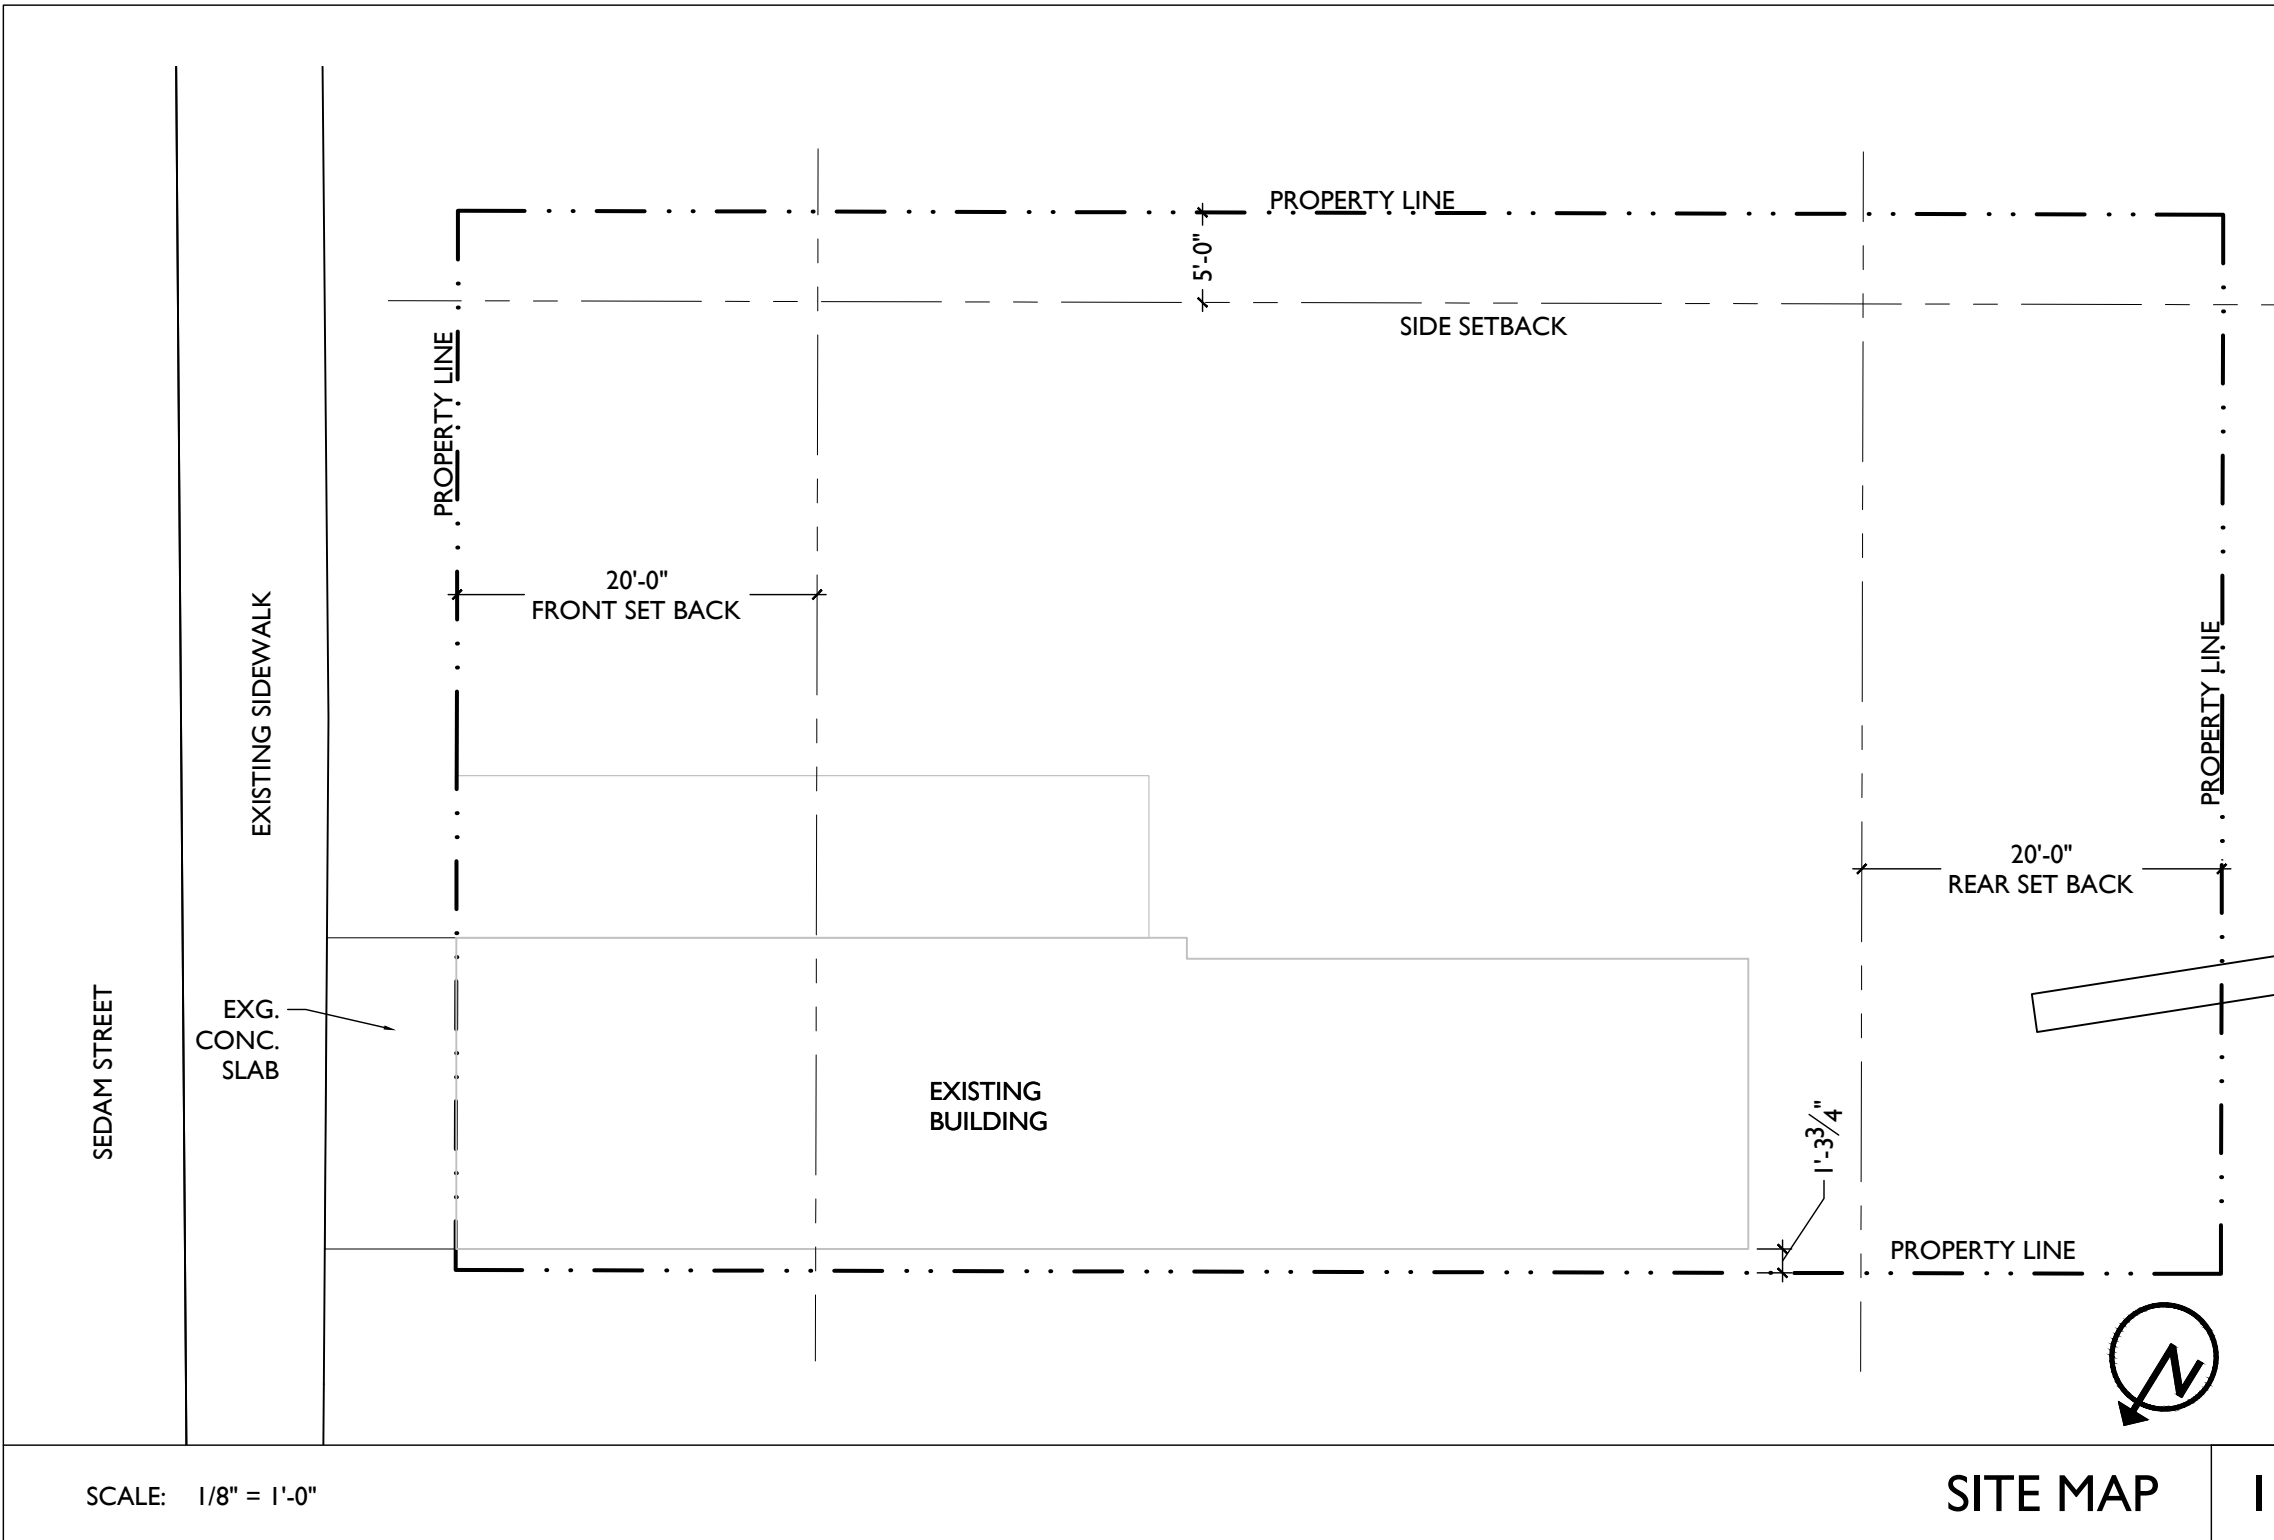 PROPERTY LINE
5'-0"
SIDE SETBACK
PROPERTY LINE
20'-0"
FRONT SET BACK
EXISTING SIDEWALK
PROPERTY LINE
20'-0"
REAR SET BACK
SEDAM STREET
EXG.
CONC.
SLAB
EXISTING
BUILDING
1'-3 3/4"
PROPERTY LINE
N
SCALE: 1/8" = 1'-0"
SITE MAP
1